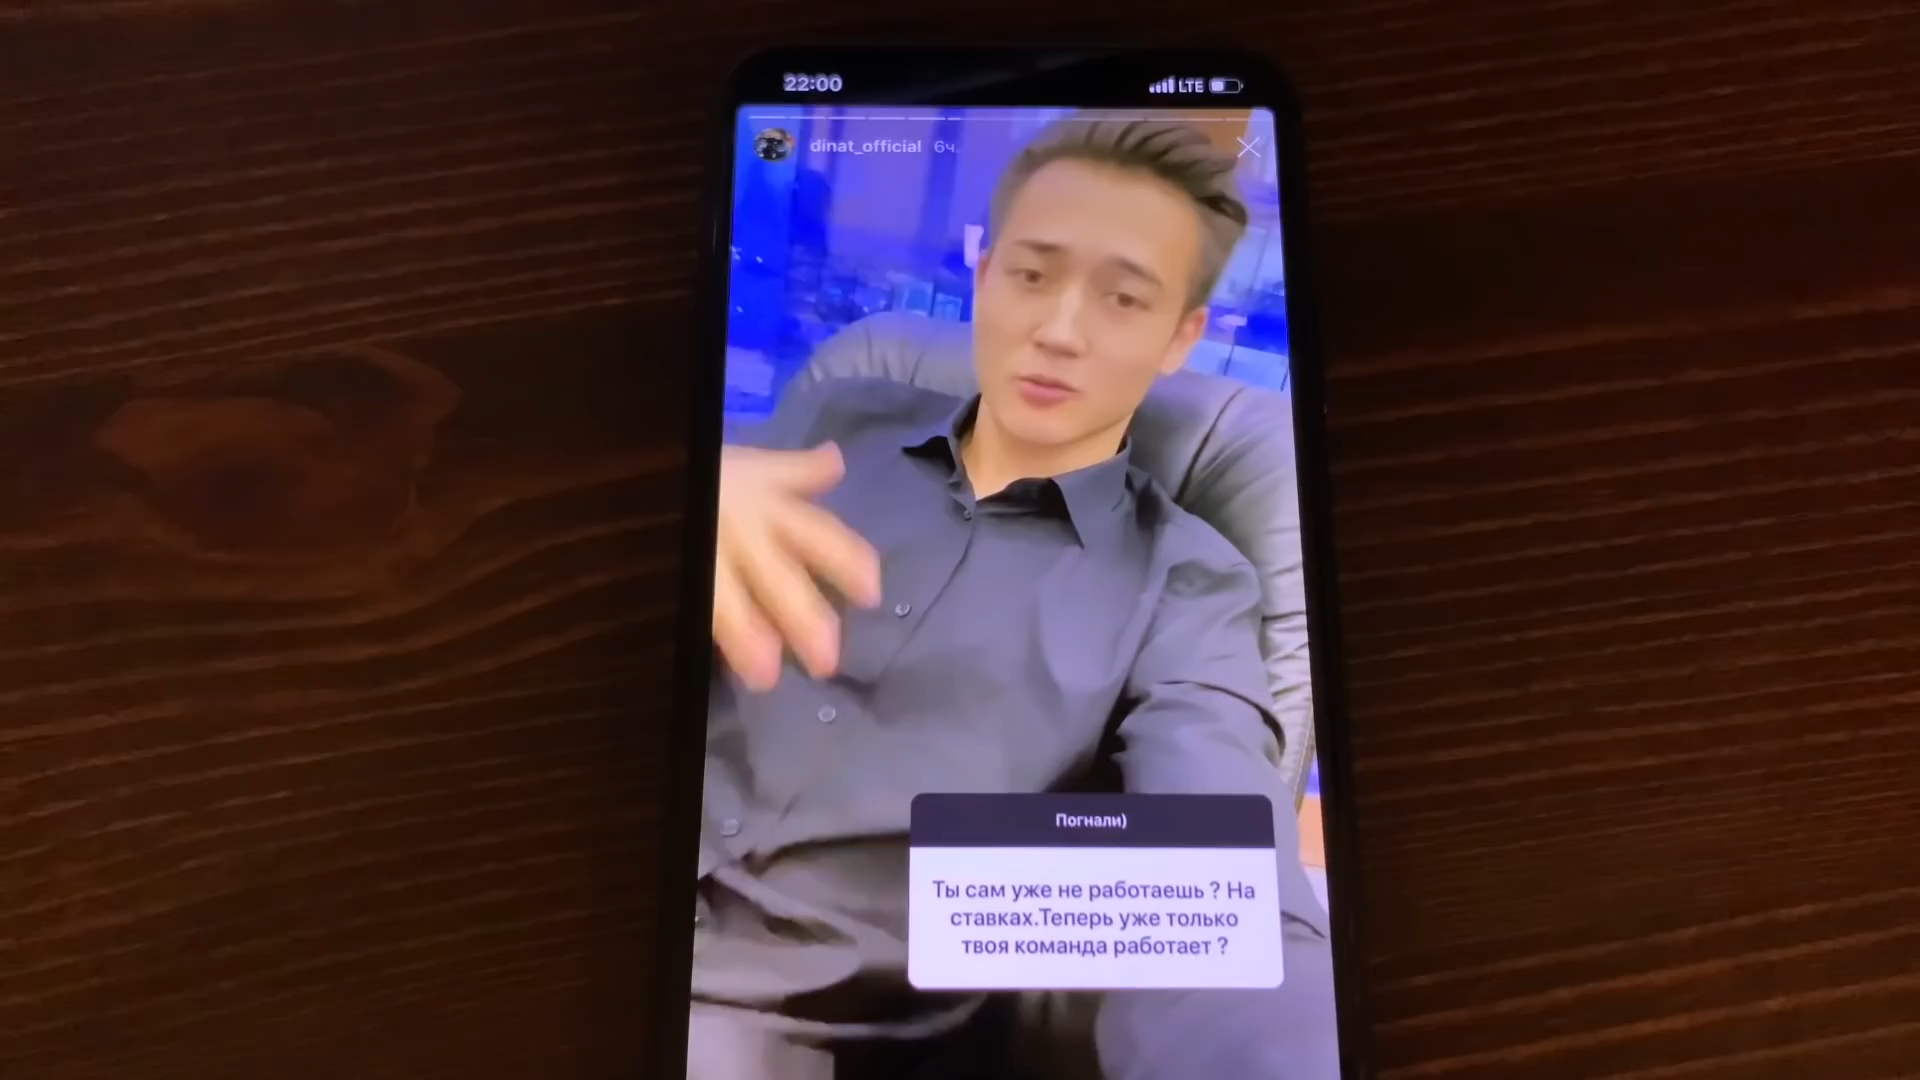 22:00
LTE
dinat_official 6ч.
Погнали)
Ты сам уже не работаешь ? На
ставках.Теперь уже только
твоя команда работает ?